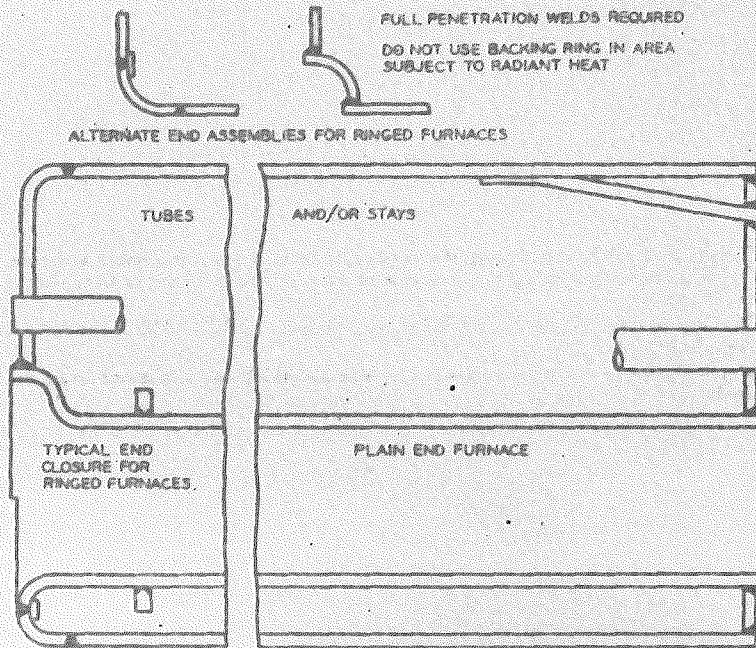 FULL PENETRATION WELDS REQUIRED
DO NOT USE BACKING RING IN AREA
SUBJECT TO RADIANT HEAT
ALTERNATE END ASSEMBLIES FOR RINGED FURNACES
TUBES AND/OR STAYS
TYPICAL END
CLOSURE FOR
RINGED FURNACES.
PLAIN END FURNACE